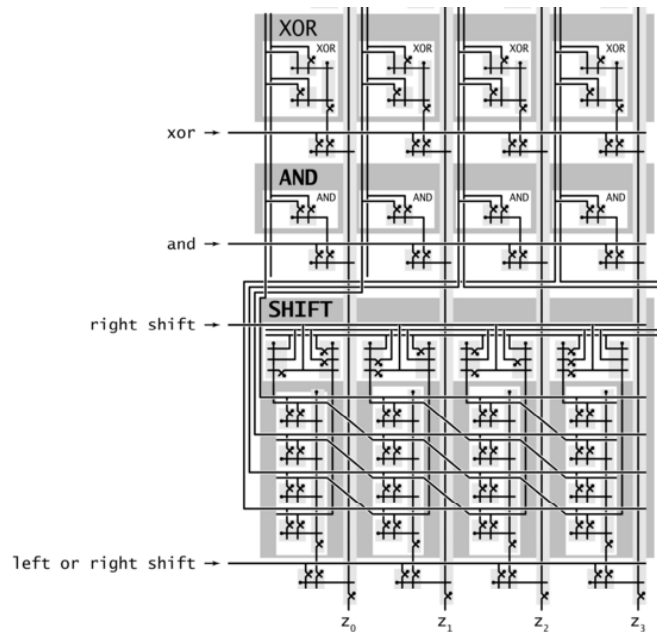 XOR
XOR XOR XOR XOR
xor →
AND
AND AND AND AND
and →
SHIFT
right shift →
left or right shift →
z0 z1 z2 z3